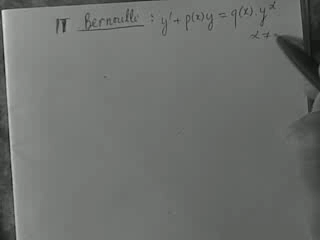 II Bernoulli : y' + p(x)y = q(x). y^α
α ≠